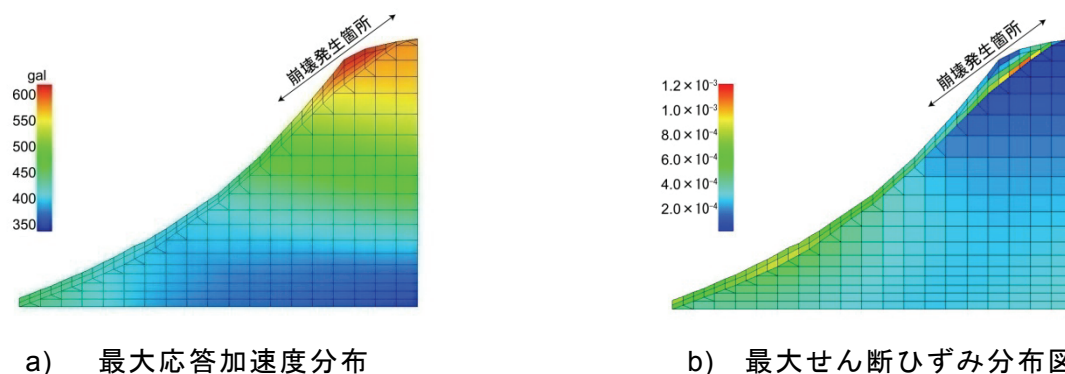 崩壊発生箇所
gal
600
550
500
450
400
350
a) 最大応答加速度分布
崩壊発生箇所
1.2×10⁻³
1.0×10⁻³
8.0×10⁻⁴
6.0×10⁻⁴
4.0×10⁻⁴
2.0×10⁻⁴
b) 最大せん断ひずみ分布図